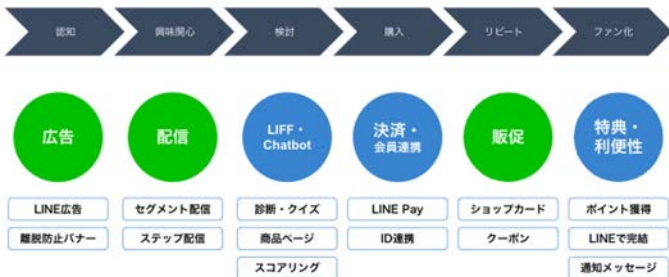 認知
興味関心
検討
購入
リピート
ファン化
広告
配信
LIFF・
Chatbot
決済・
会員連携
販促
特典・
利便性
LINE広告
セグメント配信
診断・クイズ
LINE Pay
ショップカード
ポイント獲得
離脱防止バナー
ステップ配信
商品ページ
ID連携
クーポン
LINEで完結
スコアリング
通知メッセージ